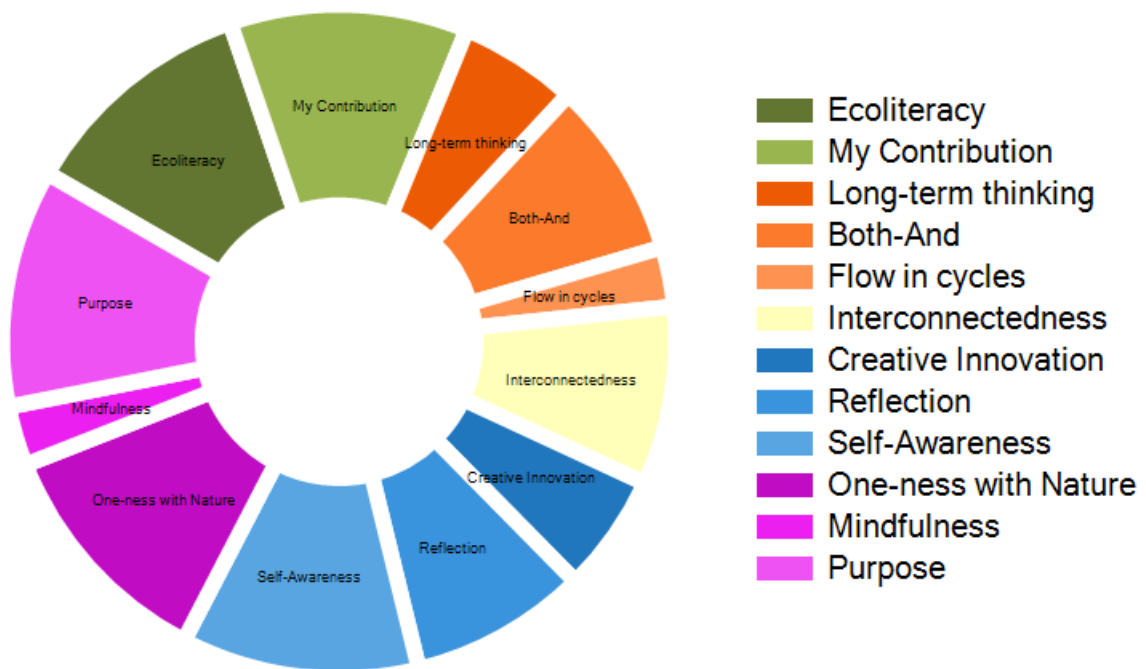 My Contribution
Long-term thinking
Ecoliteracy
Both-And
Purpose
Flow in cycles
Interconnectedness
Mindfulness
Creative Innovation
One-ness with Nature
Reflection
Self-Awareness
Ecoliteracy
My Contribution
Long-term thinking
Both-And
Flow in cycles
Interconnectedness
Creative Innovation
Reflection
Self-Awareness
One-ness with Nature
Mindfulness
Purpose